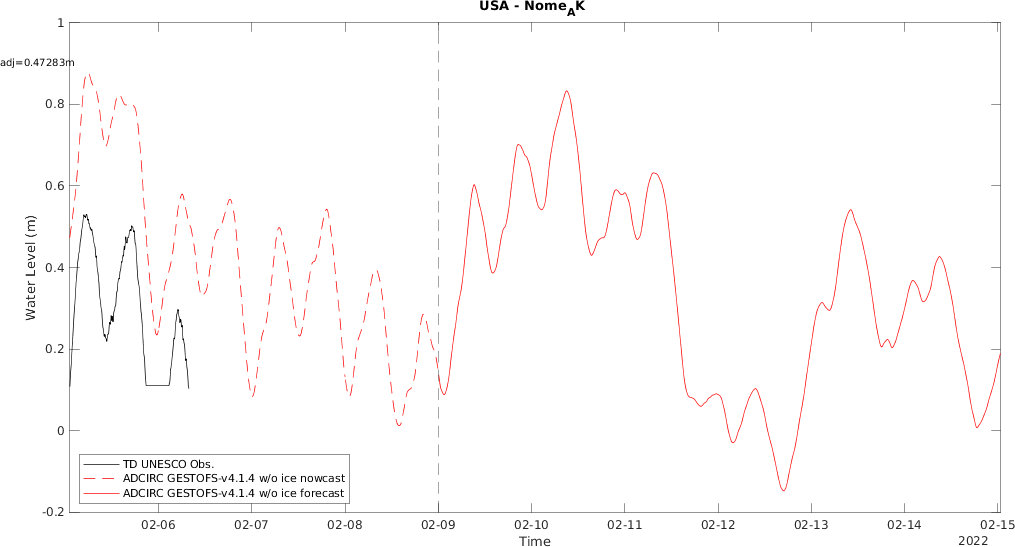 USA - Nome_AK
adj=0.47283m
1
0.8
0.6
0.4
0.2
0
-0.2
Water Level (m)
TD UNESCO Obs.
ADCIRC GESTOFS-v4.1.4 w/o ice nowcast
ADCIRC GESTOFS-v4.1.4 w/o ice forecast
02-06 02-07 02-08 02-09 02-10 02-11 02-12 02-13 02-14 02-15
Time
2022